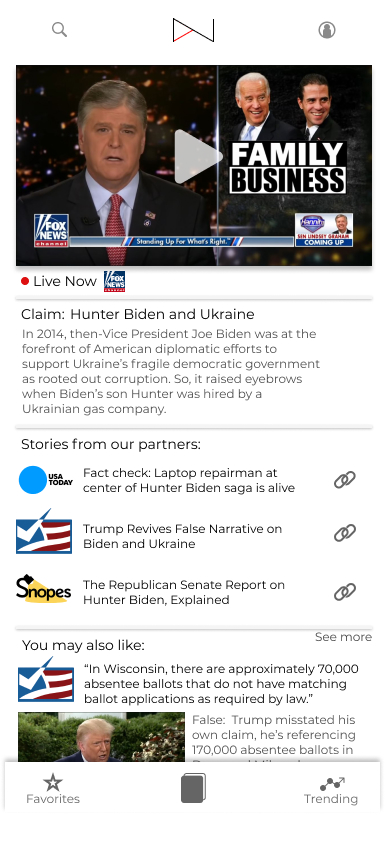 FAMILY
BUSINESS
FOX
NEWS
channel
Standing Up For What's Right.
Hannity
SEN LINDSEY GRAHAM
COMING UP
Live Now
FOX
NEWS
Claim: Hunter Biden and Ukraine
In 2014, then-Vice President Joe Biden was at the
forefront of American diplomatic efforts to
support Ukraine’s fragile democratic government
as rooted out corruption. So, it raised eyebrows
when Biden’s son Hunter was hired by a
Ukrainian gas company.
Stories from our partners:
USA
TODAY
Fact check: Laptop repairman at
center of Hunter Biden saga is alive
Trump Revives False Narrative on
Biden and Ukraine
Snopes
The Republican Senate Report on
Hunter Biden, Explained
See more
You may also like:
“In Wisconsin, there are approximately 70,000
absentee ballots that do not have matching
ballot applications as required by law.”
False: Trump misstated his
own claim, he’s referencing
170,000 absentee ballots in
Favorites
Trending